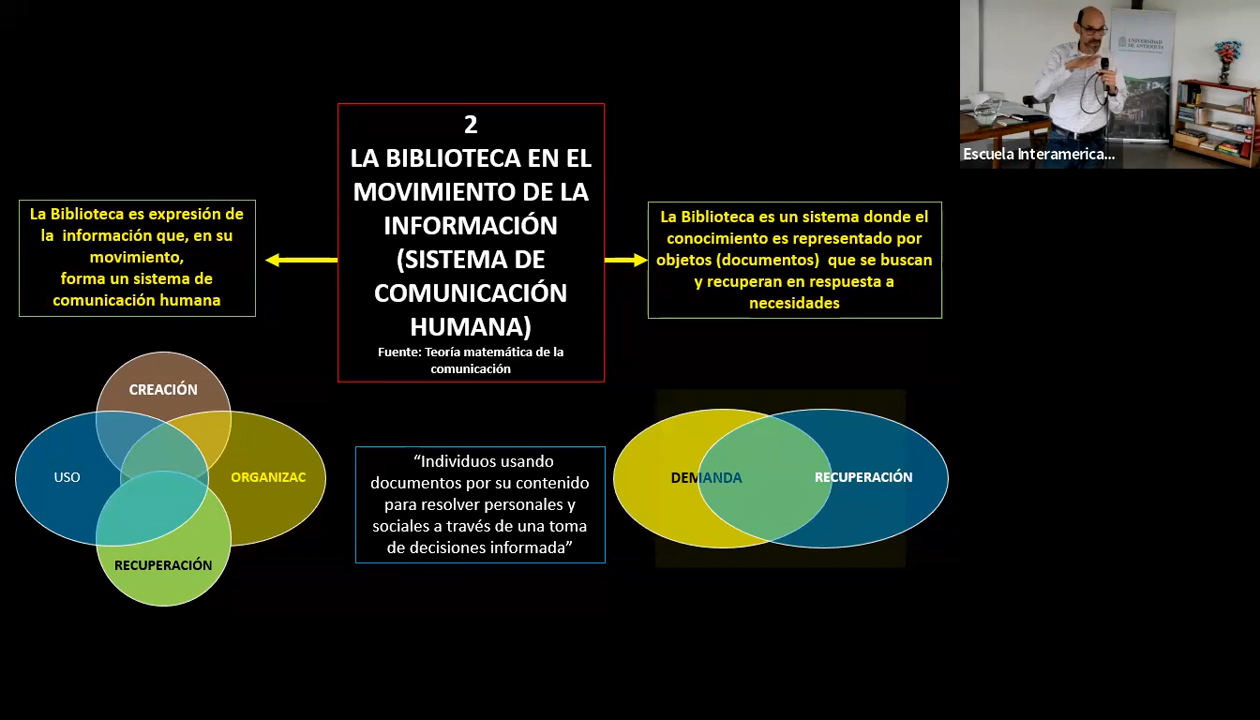 2
LA BIBLIOTECA EN EL
MOVIMIENTO DE LA
INFORMACIÓN
(SISTEMA DE
COMUNICACIÓN
HUMANA)
Fuente: Teoría matemática de la
comunicación
La Biblioteca es expresión de
la información que, en su
movimiento,
forma un sistema de
comunicación humana
La Biblioteca es un sistema donde el
conocimiento es representado por
objetos (documentos) que se buscan
y recuperan en respuesta a
necesidades
CREACIÓN
USO
ORGANIZAC
RECUPERACIÓN
“Individuos usando
documentos por su contenido
para resolver personales y
sociales a través de una toma
de decisiones informada”
DEMANDA
RECUPERACIÓN
UNIVERSIDAD
DE ANTIOQUIA
Escuela Interamerica...